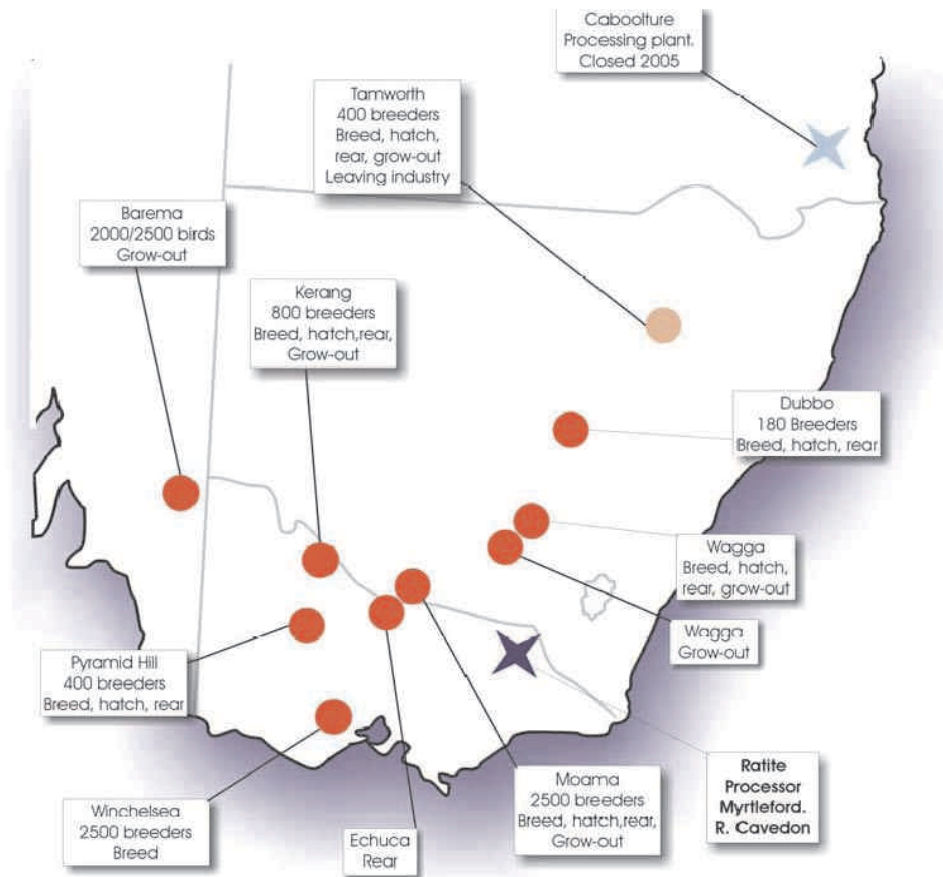 Caboolture
Processing plant.
Closed 2005
Tamworth
400 breeders
Breed, hatch,
rear, grow-out
Leaving industry
Barema
2000/2500 birds
Grow-out
Kerang
800 breeders
Breed, hatch,rear,
Grow-out
Dubbo
180 Breeders
Breed, hatch, rear
Wagga
Breed, hatch,
rear, grow-out
Wagga
Grow-out
Pyramid Hill
400 breeders
Breed, hatch, rear
Winchelsea
2500 breeders
Breed
Echuca
Rear
Moama
2500 breeders
Breed, hatch,rear,
Grow-out
Ratite
Processor
Myrtleford.
R. Cavedon